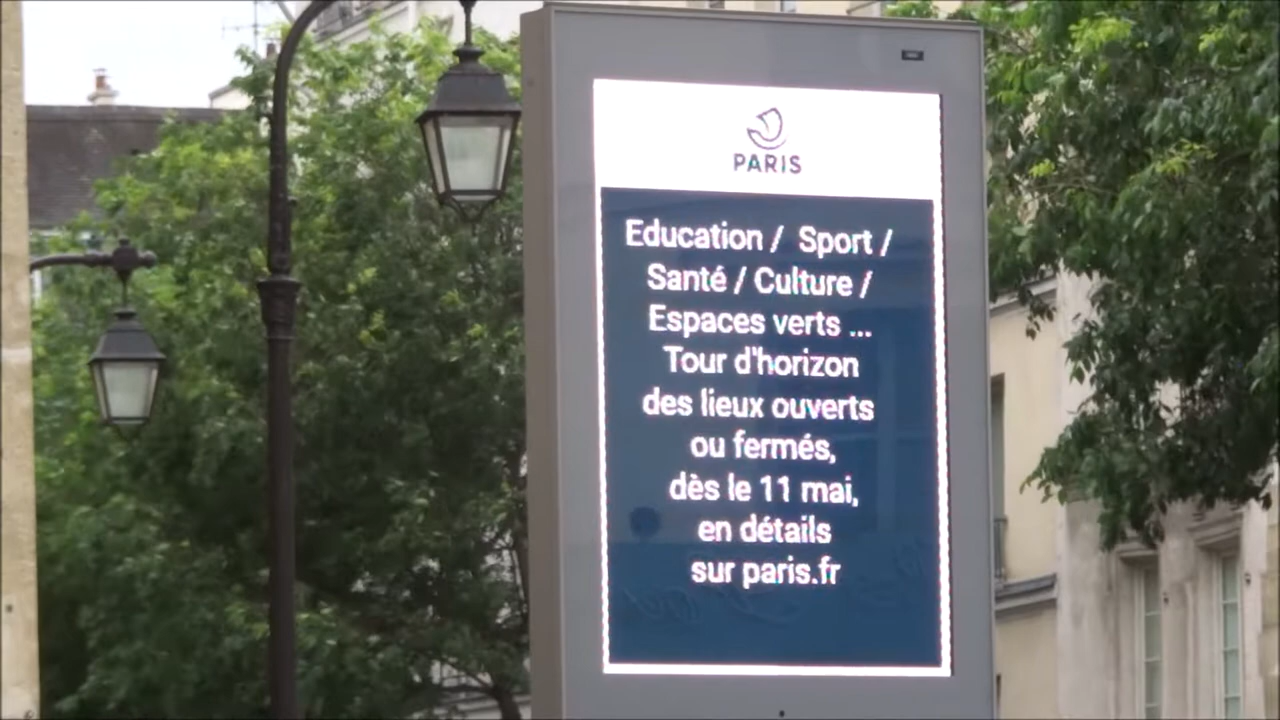 PARIS
Education / Sport /
Santé / Culture /
Espaces verts ...
Tour d'horizon
des lieux ouverts
ou fermés,
dès le 11 mai,
en détails
sur paris.fr